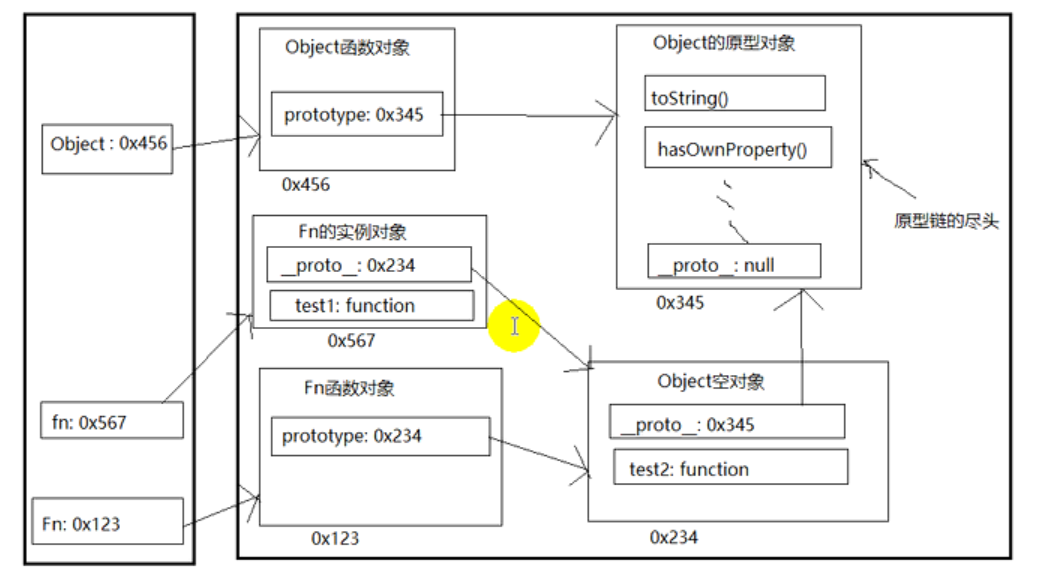 Object : 0x456
fn: 0x567
Fn: 0x123
Object函数对象
prototype: 0x345
0x456
Fn的实例对象
__proto__: 0x234
test1: function
0x567
Fn函数对象
prototype: 0x234
0x123
Object的原型对象
toString()
hasOwnProperty()
__proto__: null
0x345
原型链的尽头
Object空对象
__proto__: 0x345
test2: function
0x234